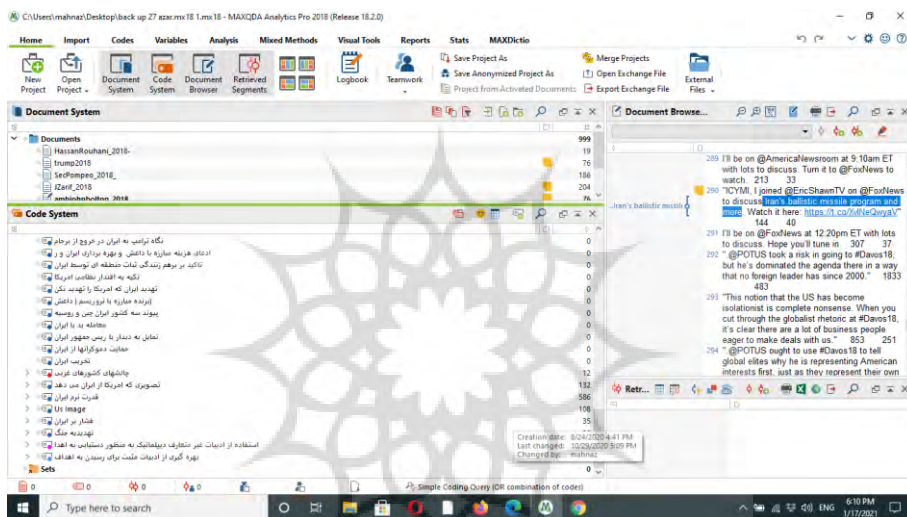 C:\Users\mahnaz\Desktop\back up 27 azar.mx18 1.mx18 - MAXQDA Analytics Pro 2018 (Release 18.2.0)
Home Import Codes Variables Analysis Mixed Methods Visual Tools Reports Stats MAXDictio
New Project
Open Project
Document System
Code System
Document Browser
Retrieved Segments
Logbook
Teamwork
Save Project As
Save Anonymized Project As
Project from Activated Documents
Merge Projects
Open Exchange File
Export Exchange File
External Files
Document System
Documents 999
HassanRouhani_2018- 19
trump2018 76
SecPompeo_2018_ 186
JZarif_2018 204
ambjohnbolton_2018 76
Code System
نگاه ترامپ به ایران در خروج از برجام 0
ادعای هزینه مبارزه با داعش و بهره برداری ایران و ر 0
تاکید بر برهم زنندگی ثبات منطقه ای توسط ایران 0
تکیه به اقتدار نظامی امریکا 0
تهدید ایران که امریکا را تهدید نکن 0
برنده مبارزه با تروریسم ( داعش 0
پیوند سه کشور ایران چین و روسیه 0
معامله بد با ایران 0
تمایل به دیدار با ریس جمهور ایران 0
حمایت دموکراتها از ایران 0
تخریب ایران 0
چالشهای کشورهای غربی 12
تصویری که امریکا از ایران می دهد 132
قدرت نرم ایران 586
Us Image 108
فشار بر ایران 35
تهدیدبه جنگ
استفاده از ادبیات غیر متعارف دیپلماتیک به منظور دستیابی به اهدا
بهره گیری از ادبیات مثبت برای رسیدن به اهداف
Sets 0
Creation date: 8/24/2020 4:41 PM
Last changed: 10/29/2020 5:09 PM
Changed by: mahnaz
Document Browse...
289 I'll be on @AmericaNewsroom at 9:10am ET
with lots to discuss. Turn it to @FoxNews to
watch. 213 33
..Iran's ballistic missile
290 "ICYMI, I joined @EricShawnTV on @FoxNews
to discuss Iran's ballistic missile program and
more. Watch it here: https://t.co/
144 40
291 I'll be on @FoxNews at 12:20pm ET with lots
to discuss. Hope you'll tune in. 307 37
292 ".@POTUS took a risk in going to #Davos18,
but he's dominated the agenda there in a way
that no foreign leader has since 2000." 1833
483
293 "This notion that the US has become
isolationist is complete nonsense. When you
cut through the globalist rhetoric at #Davos18,
it's clear there are a lot of business people
eager to make deals with us." 853 251
294 ".@POTUS ought to use #Davos18 to tell
global elites why he is representing American
interests first, just as they represent their own
Retr...
0 0 0 0
Simple Coding Query (OR combination of codes)
Type here to search
ENG
6:10 PM
1/17/2021